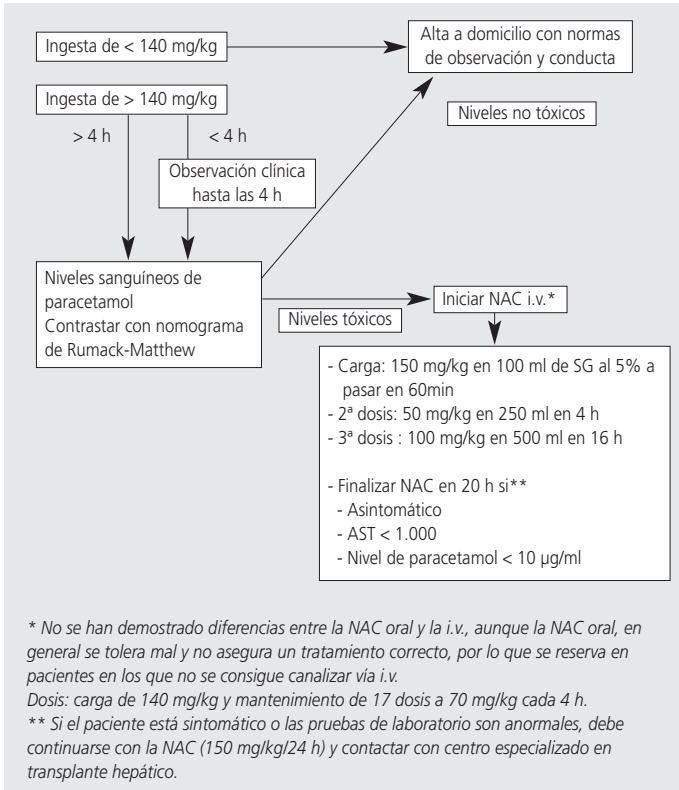 Ingesta de < 140 mg/kg
Alta a domicilio con normas
de observación y conducta
Ingesta de > 140 mg/kg
Niveles no tóxicos
> 4 h
< 4 h
Observación clínica
hasta las 4 h
Niveles sanguíneos de
paracetamol
Contrastar con nomograma
de Rumack-Matthew
Niveles tóxicos
Iniciar NAC i.v.*
- Carga: 150 mg/kg en 100 ml de SG al 5% a
pasar en 60min
- 2ª dosis: 50 mg/kg en 250 ml en 4 h
- 3ª dosis : 100 mg/kg en 500 ml en 16 h
- Finalizar NAC en 20 h si**
- Asintomático
- AST < 1.000
- Nivel de paracetamol < 10 µg/ml
* No se han demostrado diferencias entre la NAC oral y la i.v., aunque la NAC oral, en
general se tolera mal y no asegura un tratamiento correcto, por lo que se reserva en
pacientes en los que no se consigue canalizar vía i.v.
Dosis: carga de 140 mg/kg y mantenimiento de 17 dosis a 70 mg/kg cada 4 h.
** Si el paciente está sintomático o las pruebas de laboratorio son anormales, debe
continuarse con la NAC (150 mg/kg/24 h) y contactar con centro especializado en
transplante hepático.